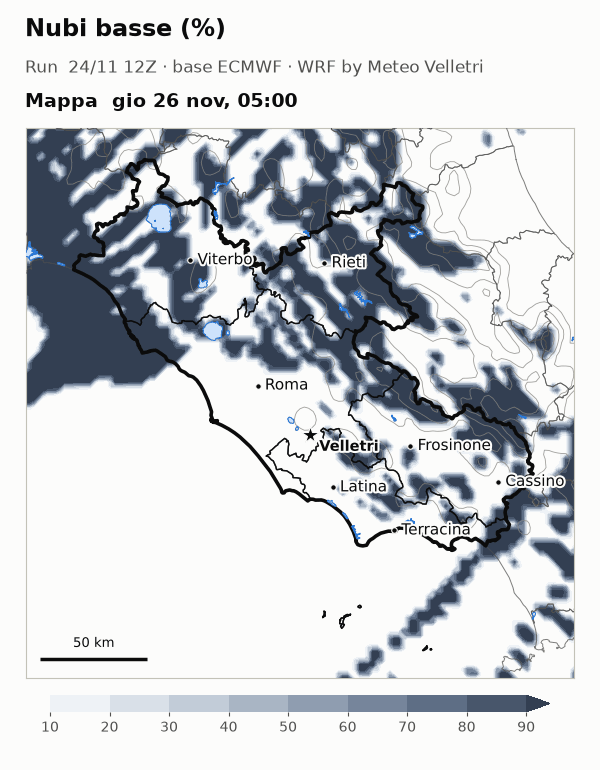 Nubi basse (%)
Run  24/11 12Z · base ECMWF · WRF by Meteo Velletri
Mappa  gio 26 nov, 05:00
Viterbo
Rieti
Roma
Velletri
Frosinone
Latina
Cassino
Terracina
50 km
10 20 30 40 50 60 70 80 90